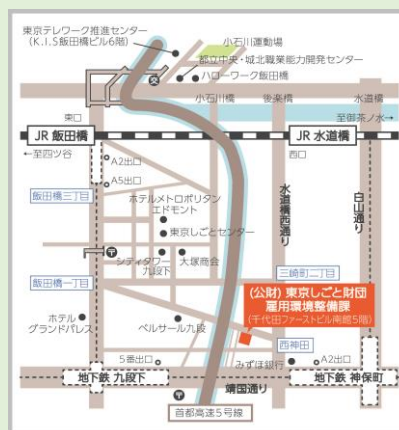 東京テレワーク推進センター
(K.I.S飯田橋ビル6階)
小石川運動場
都立中央・城北職業能力開発センター
ハローワーク飯田橋
小石川橋
後楽橋
水道橋
至御茶ノ水→
東口
JR 飯田橋
JR 水道橋
←至四ツ谷
西口
A2出口
A5出口
飯田橋三丁目
ホテルメトロポリタン
エドモント
東京しごとセンター
水道橋西通り
白山通り
シティタワー
九段下
大塚商会
飯田橋一丁目
三崎町二丁目
(公財) 東京しごと財団
雇用環境整備課
(千代田ファーストビル南館5階)
ホテル
グランドパレス
ベルサール九段
西神田
みずほ銀行
5番出口
A2出口
地下鉄 九段下
地下鉄 神保町
靖国通り
首都高速5号線